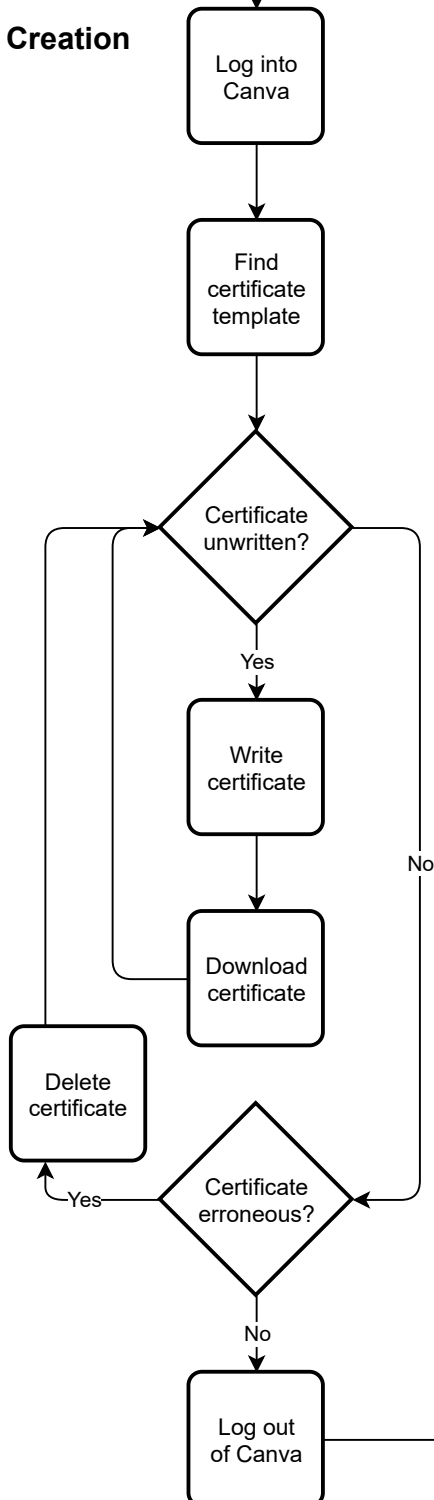 Creation
Log into
Canva
Find
certificate
template
Certificate
unwritten?
Yes
Write
certificate
No
Download
certificate
Delete
certificate
Certificate
erroneous?
Yes
No
Log out
of Canva